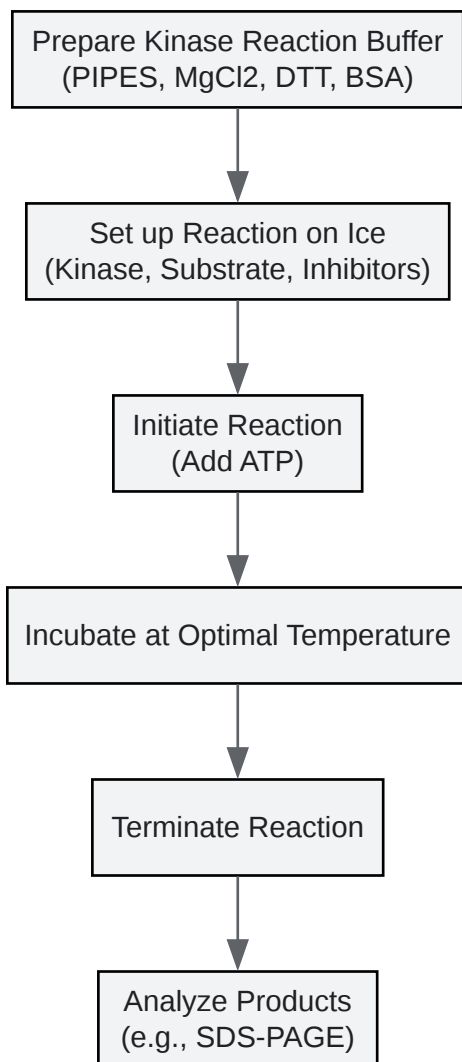 Prepare Kinase Reaction Buffer
(PIPES, MgCl2, DTT, BSA)
Set up Reaction on Ice
(Kinase, Substrate, Inhibitors)
Initiate Reaction
(Add ATP)
Incubate at Optimal Temperature
Terminate Reaction
Analyze Products
(e.g., SDS-PAGE)